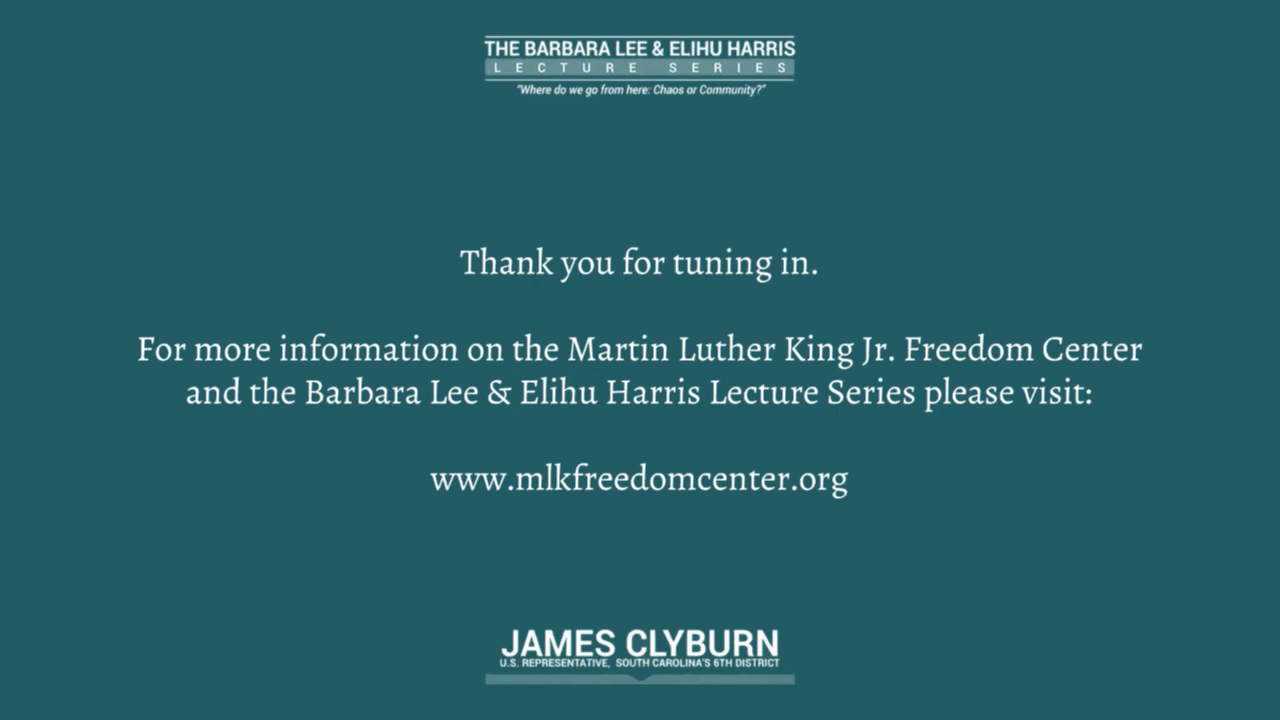 THE BARBARA LEE & ELIHU HARRIS
LECTURE SERIES
"Where do we go from here: Chaos or Community?"
Thank you for tuning in.
For more information on the Martin Luther King Jr. Freedom Center
and the Barbara Lee & Elihu Harris Lecture Series please visit:
www.mlkfreedomcenter.org
JAMES CLYBURN
U.S. REPRESENTATIVE, SOUTH CAROLINA'S 6TH DISTRICT